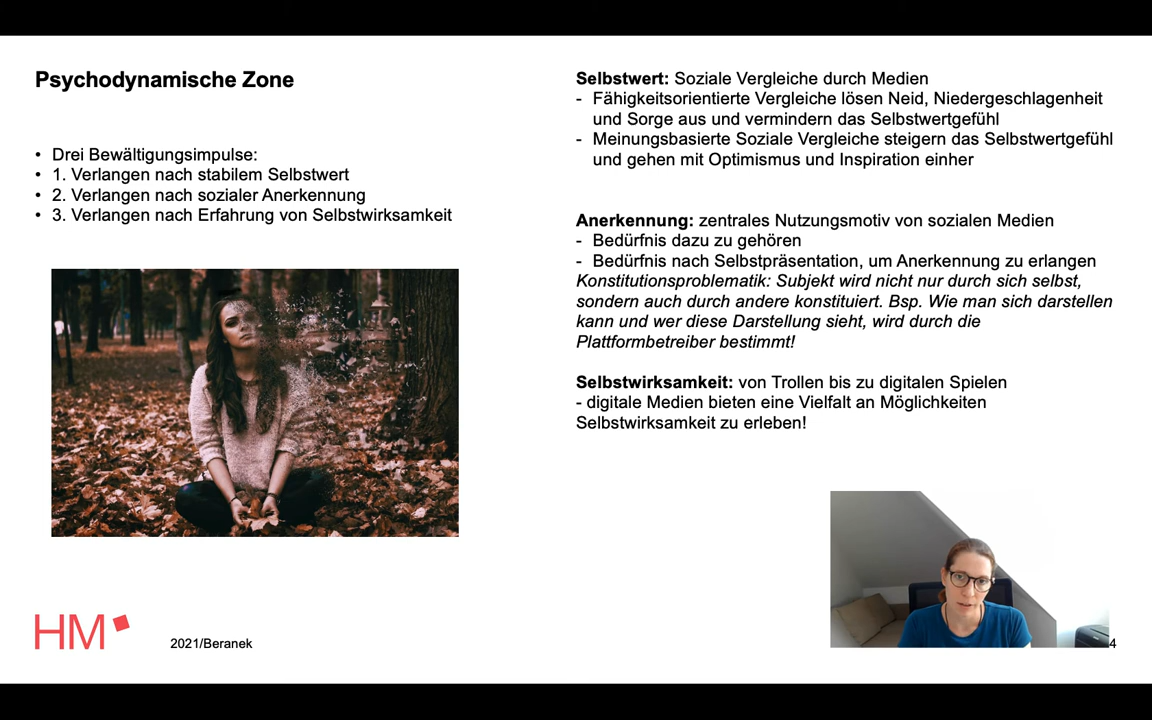 Psychodynamische Zone
• Drei Bewältigungsimpulse:
• 1. Verlangen nach stabilem Selbstwert
• 2. Verlangen nach sozialer Anerkennung
• 3. Verlangen nach Erfahrung von Selbstwirksamkeit
Selbstwert: Soziale Vergleiche durch Medien
- Fähigkeitsorientierte Vergleiche lösen Neid, Niedergeschlagenheit
und Sorge aus und vermindern das Selbstwertgefühl
- Meinungsbasierte Soziale Vergleiche steigern das Selbstwertgefühl
und gehen mit Optimismus und Inspiration einher
Anerkennung: zentrales Nutzungsmotiv von sozialen Medien
- Bedürfnis dazu zu gehören
- Bedürfnis nach Selbstpräsentation, um Anerkennung zu erlangen
Konstitutionsproblematik: Subjekt wird nicht nur durch sich selbst,
sondern auch durch andere konstituiert. Bsp. Wie man sich darstellen
kann und wer diese Darstellung sieht, wird durch die
Plattformbetreiber bestimmt!
Selbstwirksamkeit: von Trollen bis zu digitalen Spielen
- digitale Medien bieten eine Vielfalt an Möglichkeiten
Selbstwirksamkeit zu erleben!
HM
2021/Beranek
4